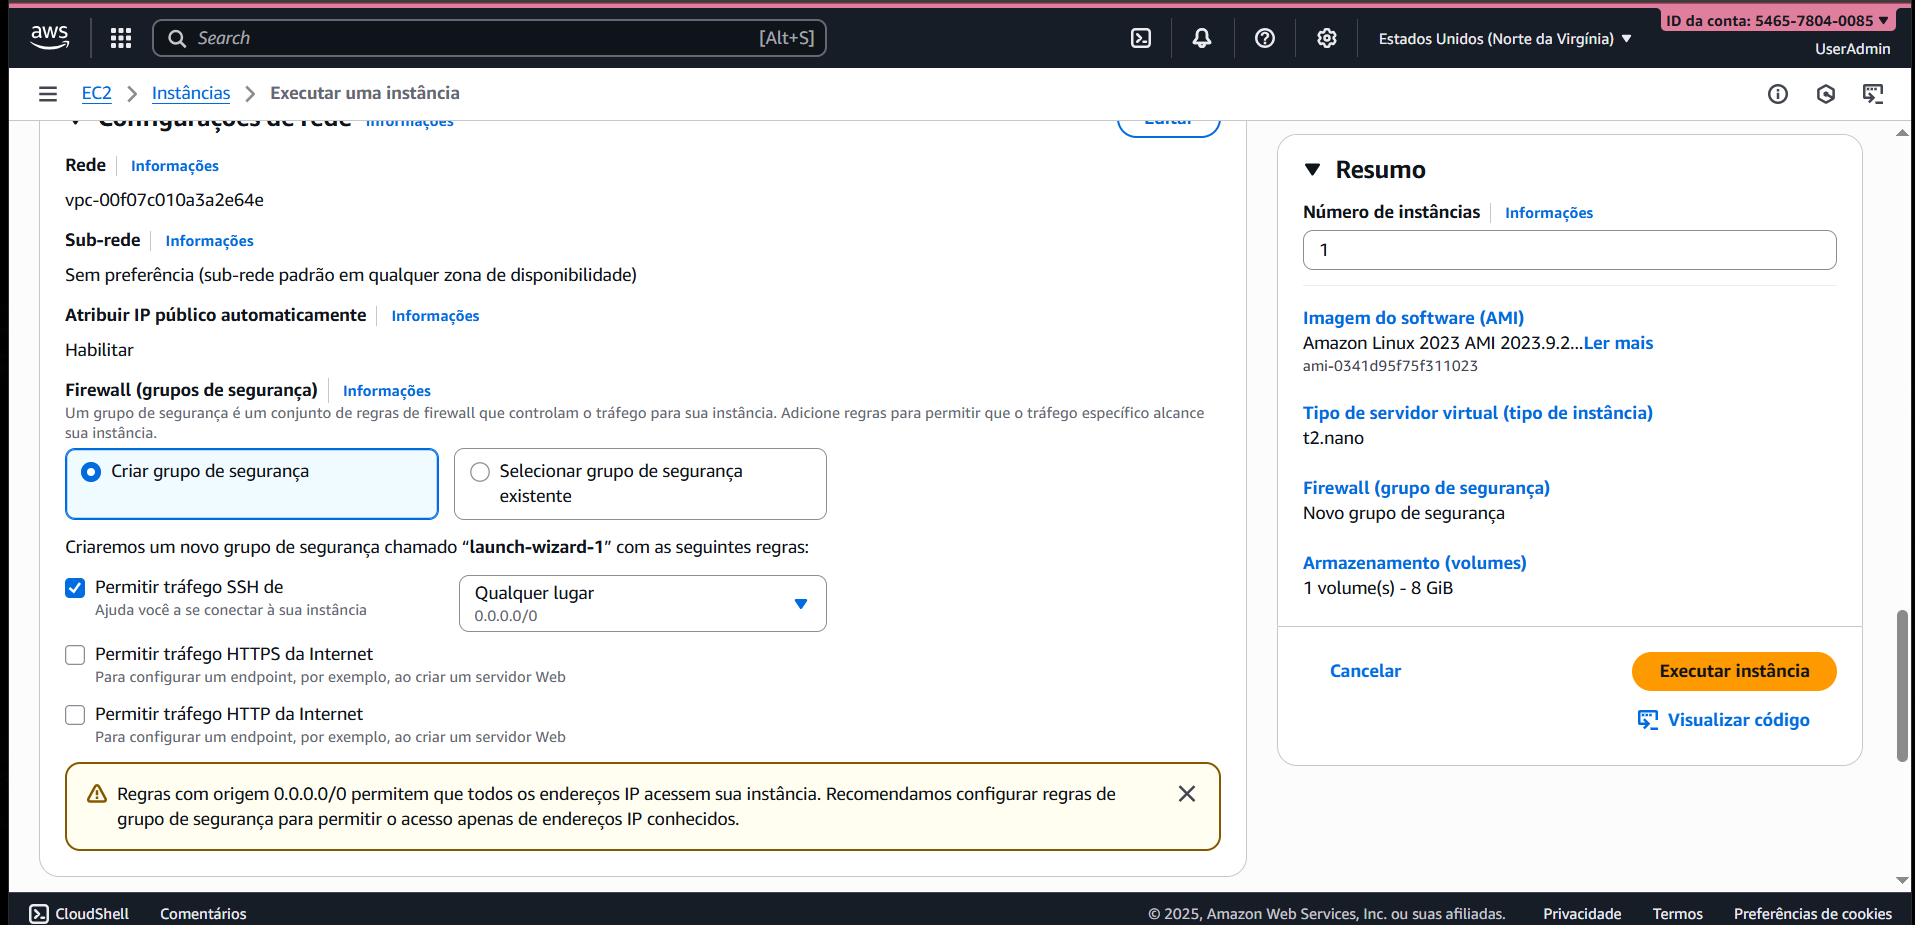 aws
Search
[Alt+S]
Estados Unidos (Norte da Virgínia)
ID da conta: 5465-7804-0085
UserAdmin
EC2
Instâncias
Executar uma instância
Configurações de rede
Informações
Editar
Rede
Informações
vpc-00f07c010a3a2e64e
Sub-rede
Informações
Sem preferência (sub-rede padrão em qualquer zona de disponibilidade)
Atribuir IP público automaticamente
Informações
Habilitar
Firewall (grupos de segurança)
Informações
Um grupo de segurança é um conjunto de regras de firewall que controlam o tráfego para sua instância. Adicione regras para permitir que o tráfego específico alcance
sua instância.
Criar grupo de segurança
Selecionar grupo de segurança
existente
Criaremos um novo grupo de segurança chamado “launch-wizard-1” com as seguintes regras:
Permitir tráfego SSH de
Ajuda você a se conectar à sua instância
Qualquer lugar
0.0.0.0/0
Permitir tráfego HTTPS da Internet
Para configurar um endpoint, por exemplo, ao criar um servidor Web
Permitir tráfego HTTP da Internet
Para configurar um endpoint, por exemplo, ao criar um servidor Web
Regras com origem 0.0.0.0/0 permitem que todos os endereços IP acessem sua instância. Recomendamos configurar regras de
grupo de segurança para permitir o acesso apenas de endereços IP conhecidos.
Resumo
Número de instâncias
Informações
1
Imagem do software (AMI)
Amazon Linux 2023 AMI 2023.9.2...Ler mais
ami-0341d95f75f311023
Tipo de servidor virtual (tipo de instância)
t2.nano
Firewall (grupo de segurança)
Novo grupo de segurança
Armazenamento (volumes)
1 volume(s) - 8 GiB
Cancelar
Executar instância
Visualizar código
CloudShell
Comentários
© 2025, Amazon Web Services, Inc. ou suas afiliadas.
Privacidade
Termos
Preferências de cookies